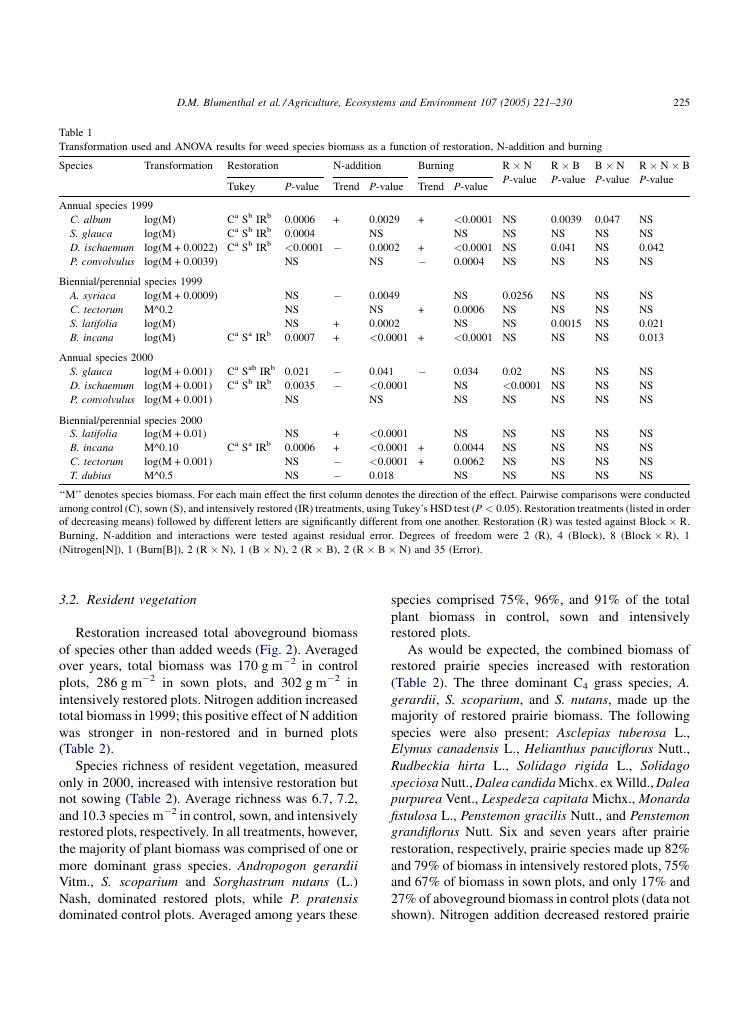 D.M. Blumenthal et al. / Agriculture, Ecosystems and Environment 107 (2005) 221–230 225
Table 1
Transformation used and ANOVA results for weed species biomass as a function of restoration, N-addition and burning
Species Transformation Restoration N-addition Burning R × N R × B B × N R × N × B
Tukey P-value Trend P-value Trend P-value P-value P-value P-value P-value
Annual species 1999
C. album log(M) Cᵃ Sᵇ IRᵇ 0.0006 + 0.0029 + <0.0001 NS 0.0039 0.047 NS
S. glauca log(M) Cᵃ Sᵇ IRᵇ 0.0004 NS NS NS NS NS NS
D. ischaemum log(M + 0.0022) Cᵃ Sᵇ IRᵇ <0.0001 − 0.0002 + <0.0001 NS 0.041 NS 0.042
P. convolvulus log(M + 0.0039) NS NS − 0.0004 NS NS NS NS
Biennial/perennial species 1999
A. syriaca log(M + 0.0009) NS − 0.0049 NS 0.0256 NS NS NS
C. tectorum M^0.2 NS NS + 0.0006 NS NS NS NS
S. latifolia log(M) NS + 0.0002 NS NS 0.0015 NS 0.021
B. incana log(M) Cᵃ Sᵃ IRᵇ 0.0007 + <0.0001 + <0.0001 NS NS NS 0.013
Annual species 2000
S. glauca log(M + 0.001) Cᵃ Sᵃᵇ IRᵇ 0.021 − 0.041 − 0.034 0.02 NS NS NS
D. ischaemum log(M + 0.001) Cᵃ Sᵇ IRᵇ 0.0035 − <0.0001 NS <0.0001 NS NS NS
P. convolvulus log(M + 0.001) NS NS NS NS NS NS NS
Biennial/perennial species 2000
S. latifolia log(M + 0.01) NS + <0.0001 NS NS NS NS NS
B. incana M^0.10 Cᵃ Sᵃ IRᵇ 0.0006 + <0.0001 + 0.0044 NS NS NS NS
C. tectorum log(M + 0.001) NS − <0.0001 + 0.0062 NS NS NS NS
T. dubius M^0.5 NS − 0.018 NS NS NS NS NS
“M” denotes species biomass. For each main effect the first column denotes the direction of the effect. Pairwise comparisons were conducted
among control (C), sown (S), and intensively restored (IR) treatments, using Tukey's HSD test (P < 0.05). Restoration treatments (listed in order
of decreasing means) followed by different letters are significantly different from one another. Restoration (R) was tested against Block × R.
Burning, N-addition and interactions were tested against residual error. Degrees of freedom were 2 (R), 4 (Block), 8 (Block × R), 1
(Nitrogen[N]), 1 (Burn[B]), 2 (R × N), 1 (B × N), 2 (R × B), 2 (R × B × N) and 35 (Error).
3.2. Resident vegetation
Restoration increased total aboveground biomass
of species other than added weeds (Fig. 2). Averaged
over years, total biomass was 170 g m⁻² in control
plots, 286 g m⁻² in sown plots, and 302 g m⁻² in
intensively restored plots. Nitrogen addition increased
total biomass in 1999; this positive effect of N addition
was stronger in non-restored and in burned plots
(Table 2).
Species richness of resident vegetation, measured
only in 2000, increased with intensive restoration but
not sowing (Table 2). Average richness was 6.7, 7.2,
and 10.3 species m⁻² in control, sown, and intensively
restored plots, respectively. In all treatments, however,
the majority of plant biomass was comprised of one or
more dominant grass species. Andropogon gerardii
Vitm., S. scoparium and Sorghastrum nutans (L.)
Nash, dominated restored plots, while P. pratensis
dominated control plots. Averaged among years these
species comprised 75%, 96%, and 91% of the total
plant biomass in control, sown and intensively
restored plots.
As would be expected, the combined biomass of
restored prairie species increased with restoration
(Table 2). The three dominant C₄ grass species, A.
gerardii, S. scoparium, and S. nutans, made up the
majority of restored prairie biomass. The following
species were also present: Asclepias tuberosa L.,
Elymus canadensis L., Helianthus pauciflorus Nutt.,
Rudbeckia hirta L., Solidago rigida L., Solidago
speciosa Nutt., Dalea candida Michx. ex Willd., Dalea
purpurea Vent., Lespedeza capitata Michx., Monarda
fistulosa L., Penstemon gracilis Nutt., and Penstemon
grandiflorus Nutt. Six and seven years after prairie
restoration, respectively, prairie species made up 82%
and 79% of biomass in intensively restored plots, 75%
and 67% of biomass in sown plots, and only 17% and
27% of aboveground biomass in control plots (data not
shown). Nitrogen addition decreased restored prairie